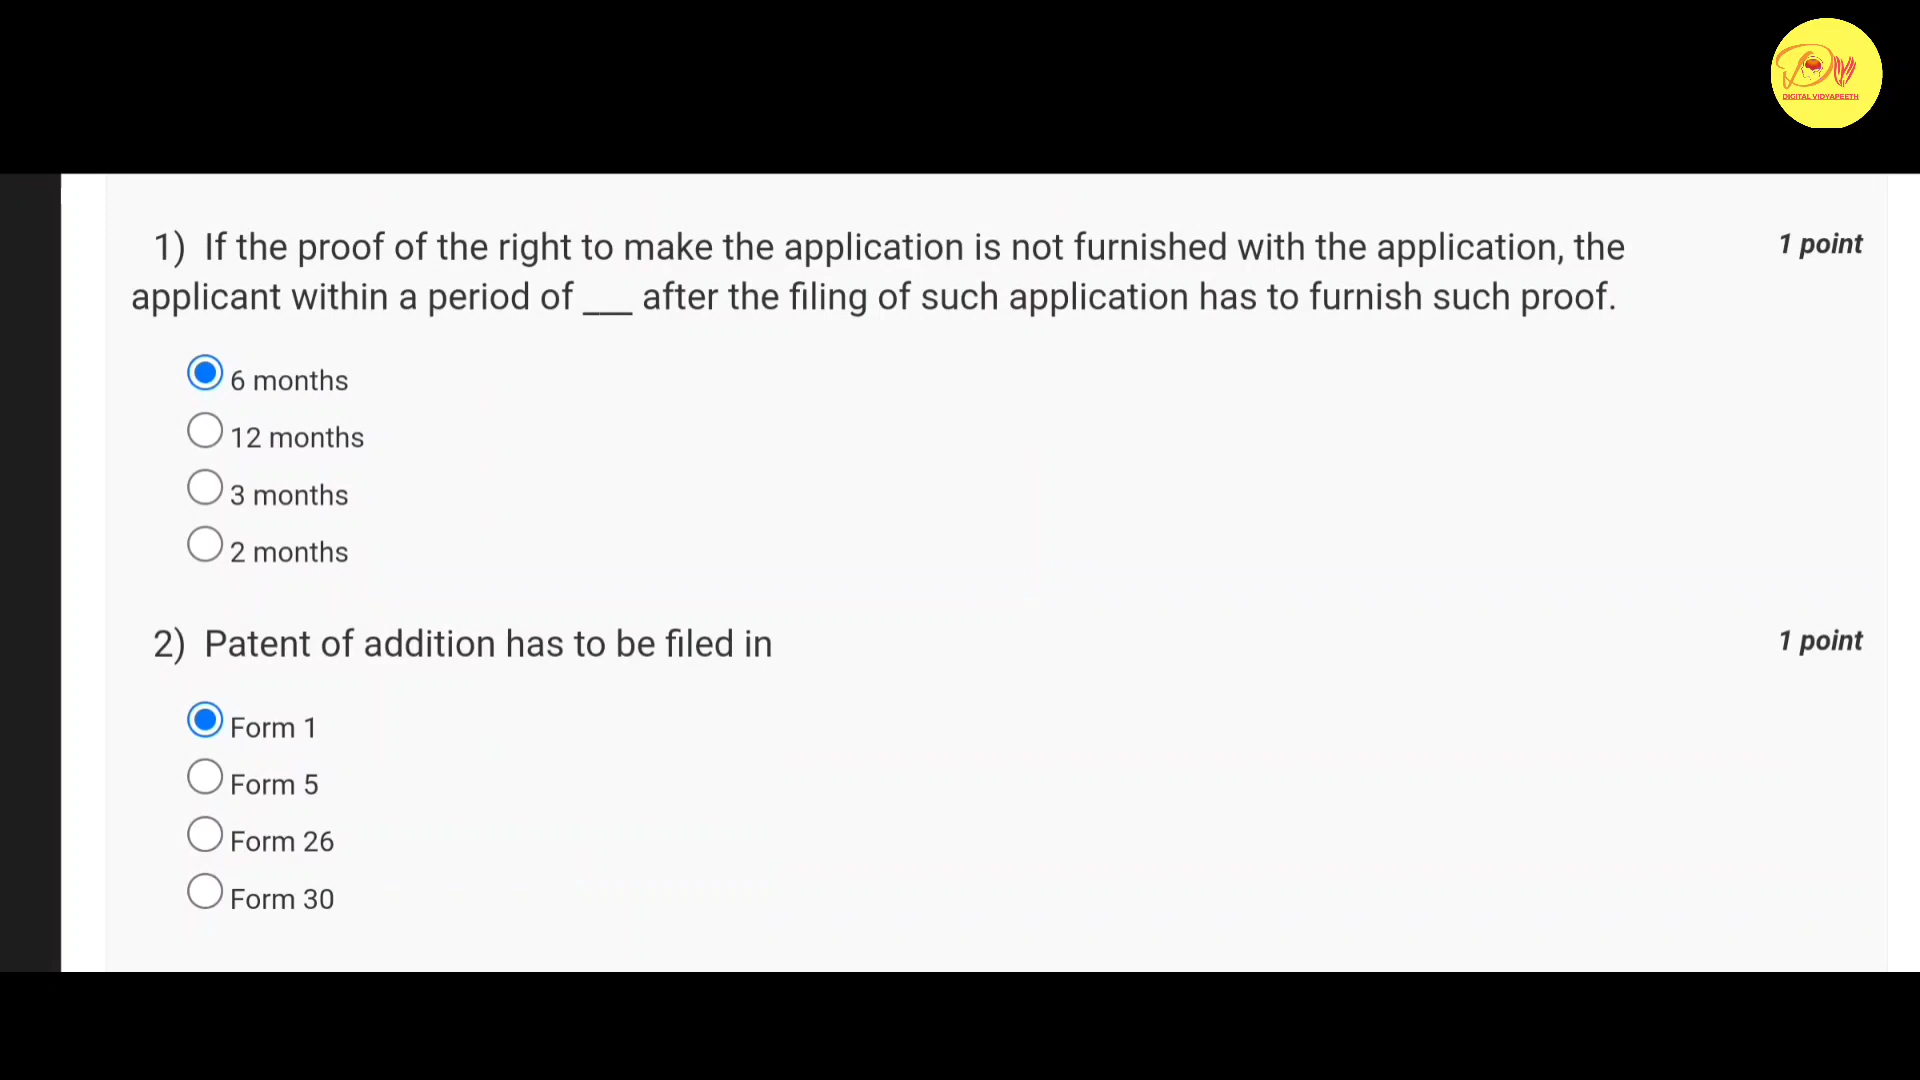 DIGITAL VIDYAPEETH
1) If the proof of the right to make the application is not furnished with the application, the 1 point
applicant within a period of ___ after the filing of such application has to furnish such proof.
6 months
12 months
3 months
2 months
2) Patent of addition has to be filed in 1 point
Form 1
Form 5
Form 26
Form 30